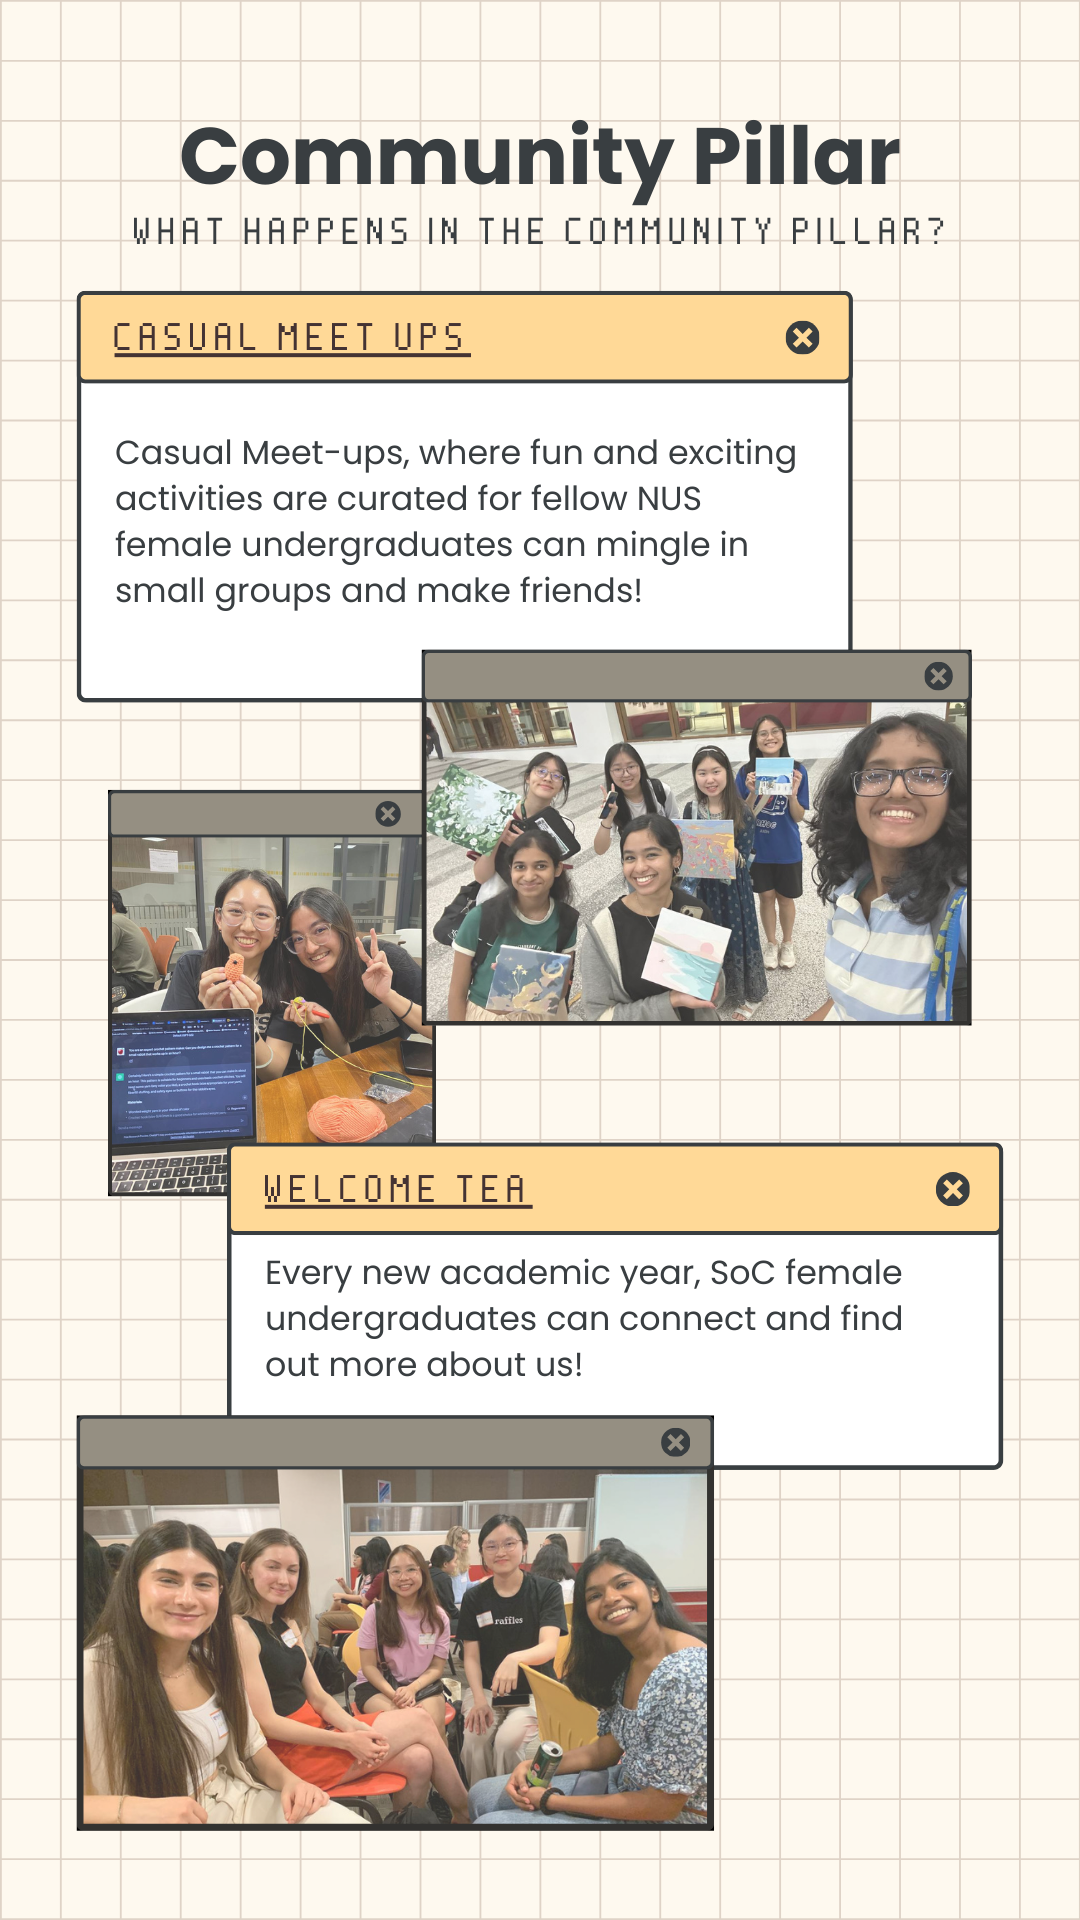 Community Pillar
WHAT HAPPENS IN THE COMMUNITY PILLAR?
CASUAL MEET UPS
Casual Meet-ups, where fun and exciting
activities are curated for fellow NUS
female undergraduates can mingle in
small groups and make friends!
WELCOME TEA
Every new academic year, SoC female
undergraduates can connect and find
out more about us!
raffles